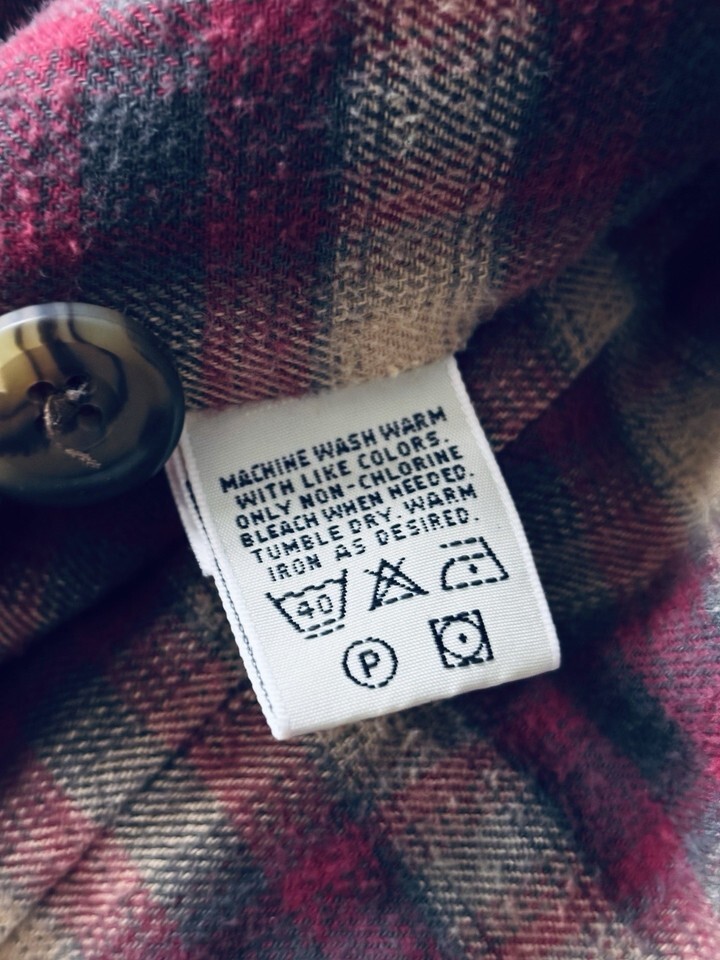 MACHINE WASH WARM
WITH LIKE COLORS.
ONLY NON-CHLORINE
BLEACH WHEN NEEDED.
TUMBLE DRY. WARM
IRON AS DESIRED.
40
P